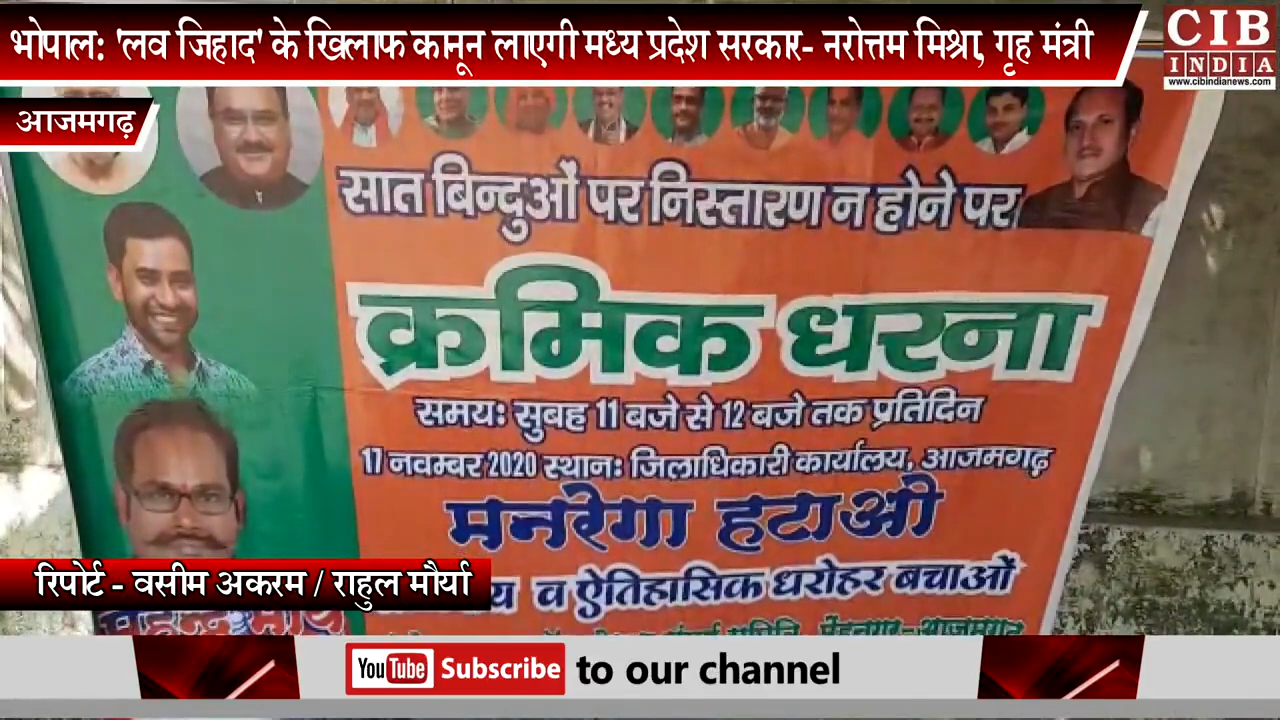 भोपाल: 'लव जिहाद' के खिलाफ कानून लाएगी मध्य प्रदेश सरकार- नरोत्तम मिश्रा, गृह मंत्री
CIB
INDIA
www.cibindianews.com
आजमगढ़
सात बिन्दुओं पर निस्तारण न होने पर
क्रमिक धरना
समयः सुबह 11 बजे से 12 बजे तक प्रतिदिन
17 नवम्बर 2020 स्थानः जिलाधिकारी कार्यालय, आजमगढ़
मनरेगा हटाओ
व ऐतिहासिक धरोहर बचाओं
रिपोर्ट - वसीम अकरम / राहुल मौर्या
YouTube Subscribe to our channel